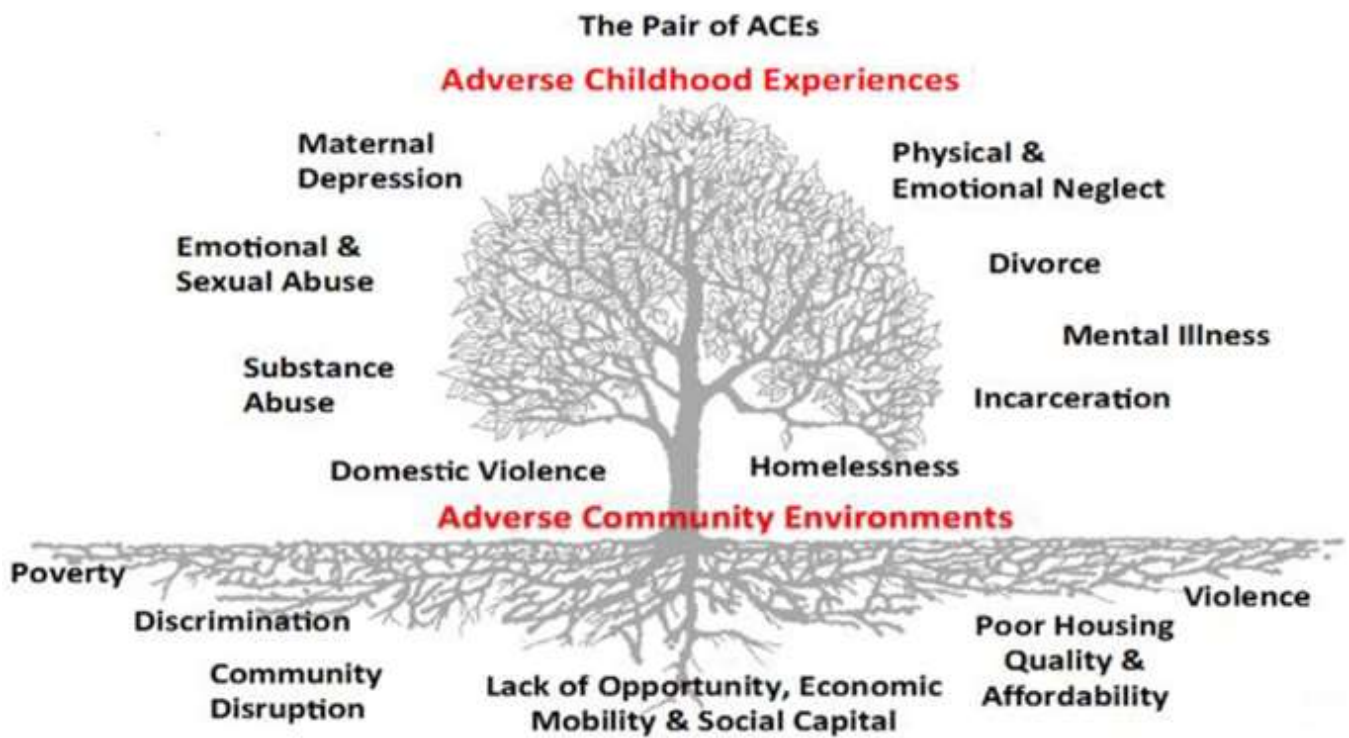 The Pair of ACEs
Adverse Childhood Experiences
Maternal
Depression
Physical &
Emotional Neglect
Emotional &
Sexual Abuse
Divorce
Mental Illness
Substance
Abuse
Incarceration
Domestic Violence
Homelessness
Adverse Community Environments
Poverty
Violence
Discrimination
Poor Housing
Quality &
Affordability
Community
Disruption
Lack of Opportunity, Economic
Mobility & Social Capital